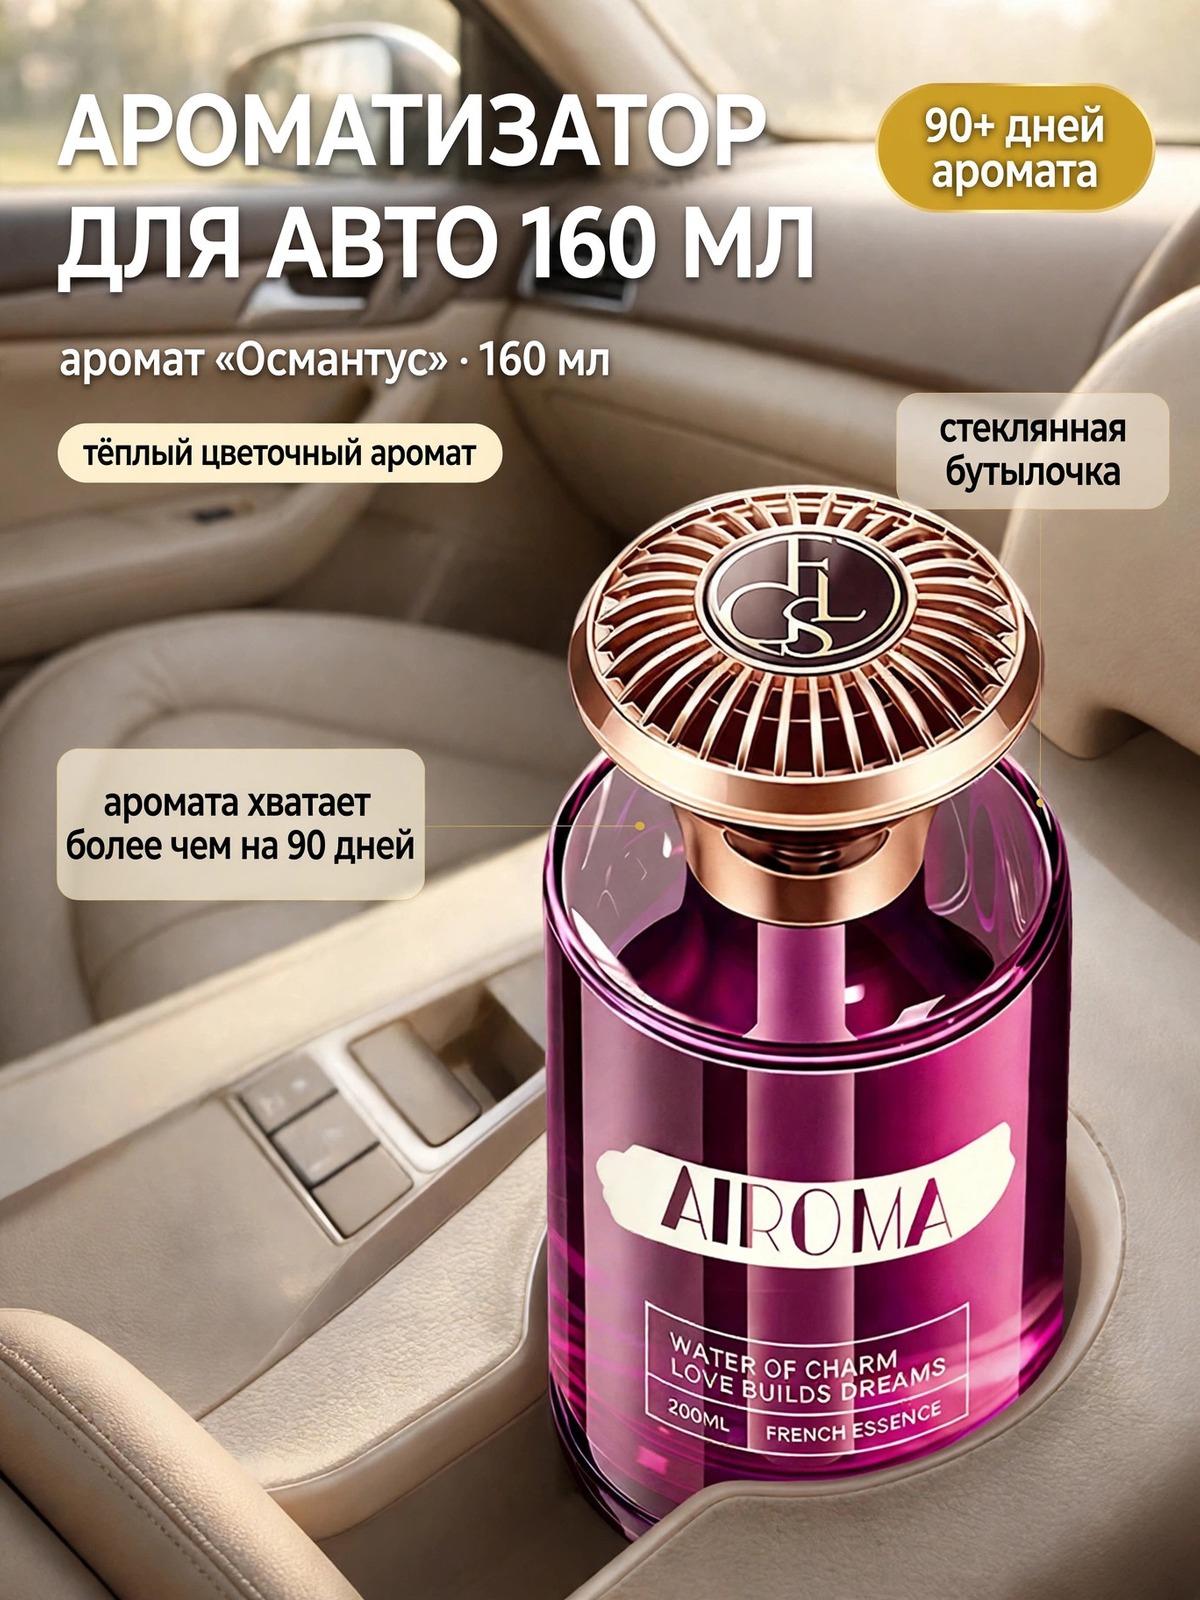 АРОМАТИЗАТОР
ДЛЯ АВТО 160 МЛ
90+ дней
аромата
аромат «Османтус» · 160 мл
тёплый цветочный аромат
стеклянная
бутылочка
аромата хватает
более чем на 90 дней
AIROMA
WATER OF CHARM
LOVE BUILDS DREAMS
200ML FRENCH ESSENCE